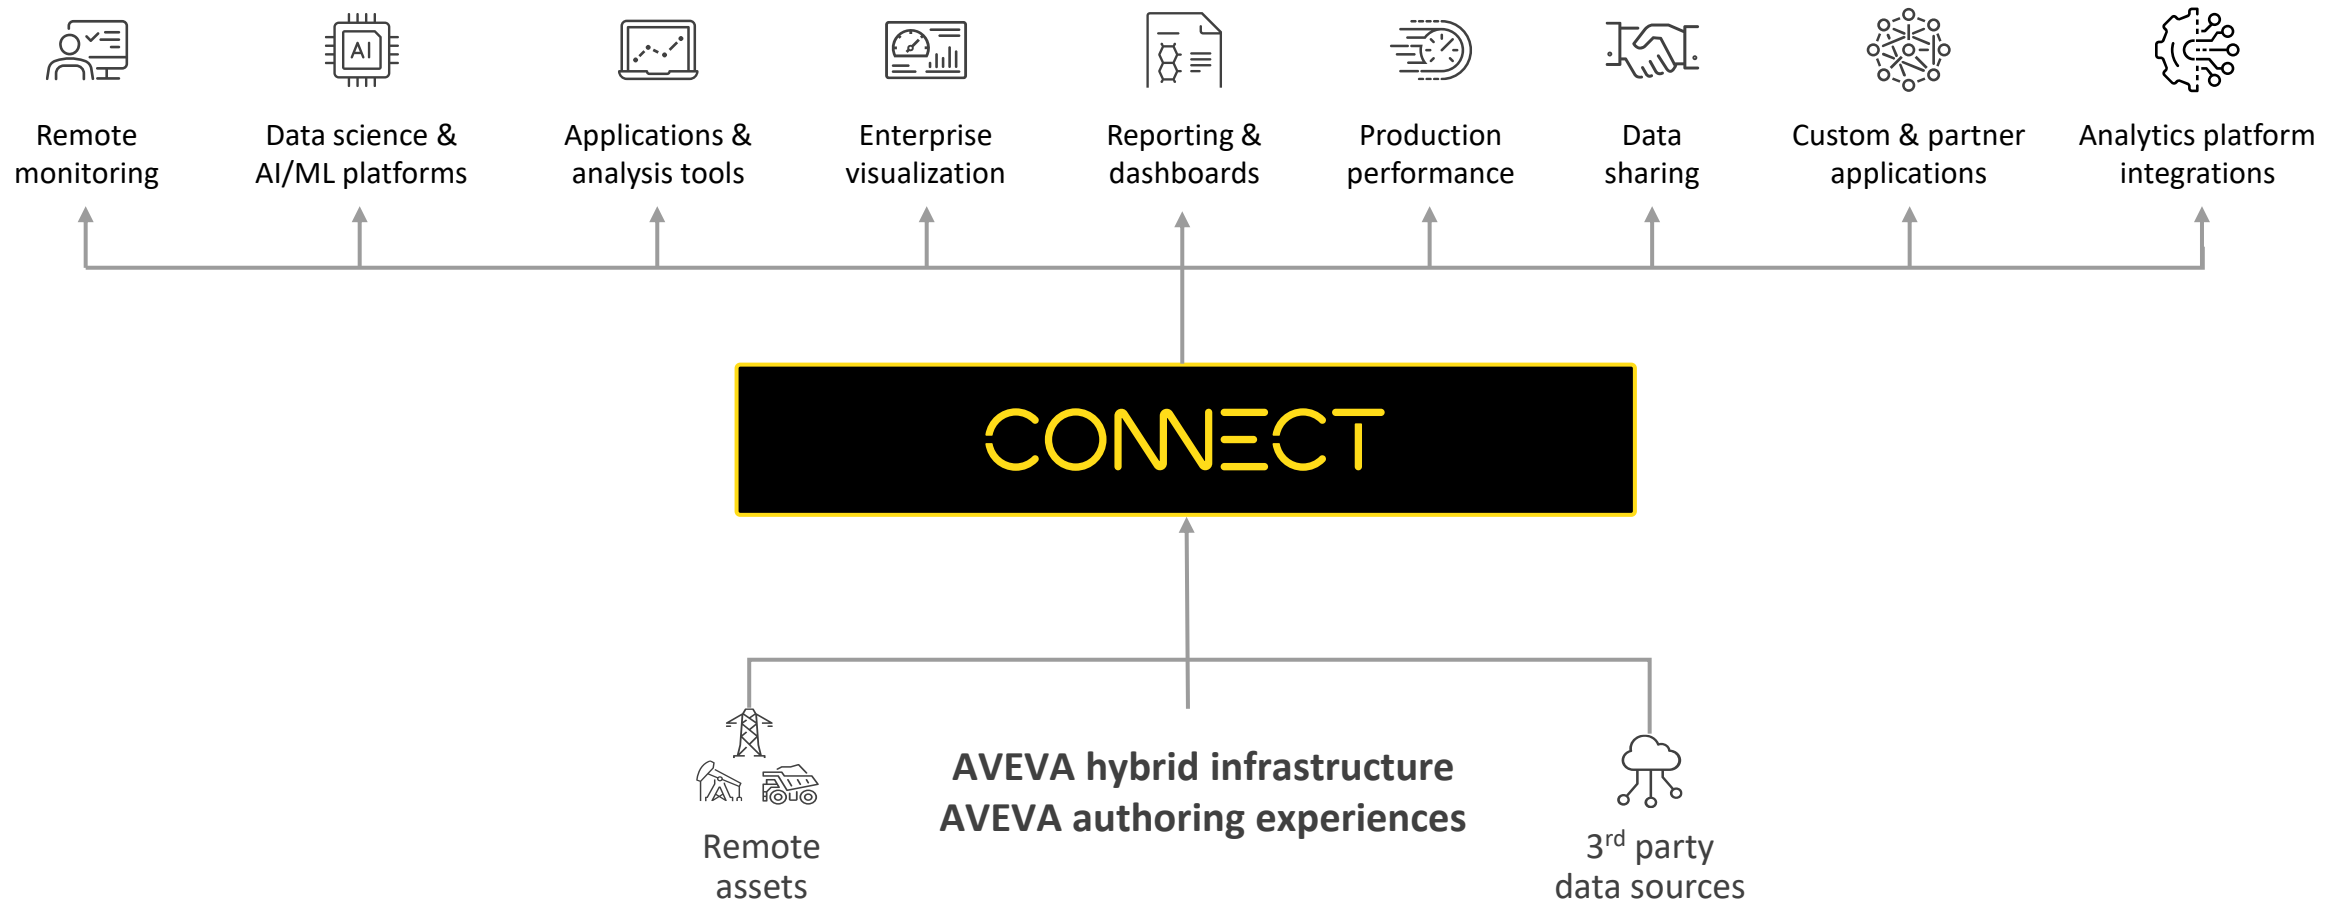 AI
Remote
monitoring
Data science &
AI/ML platforms
Applications &
analysis tools
Enterprise
visualization
Reporting &
dashboards
Production
performance
Data
sharing
Custom & partner
applications
Analytics platform
integrations
CONNECT
AVEVA hybrid infrastructure
AVEVA authoring experiences
Remote
assets
3rd party
data sources